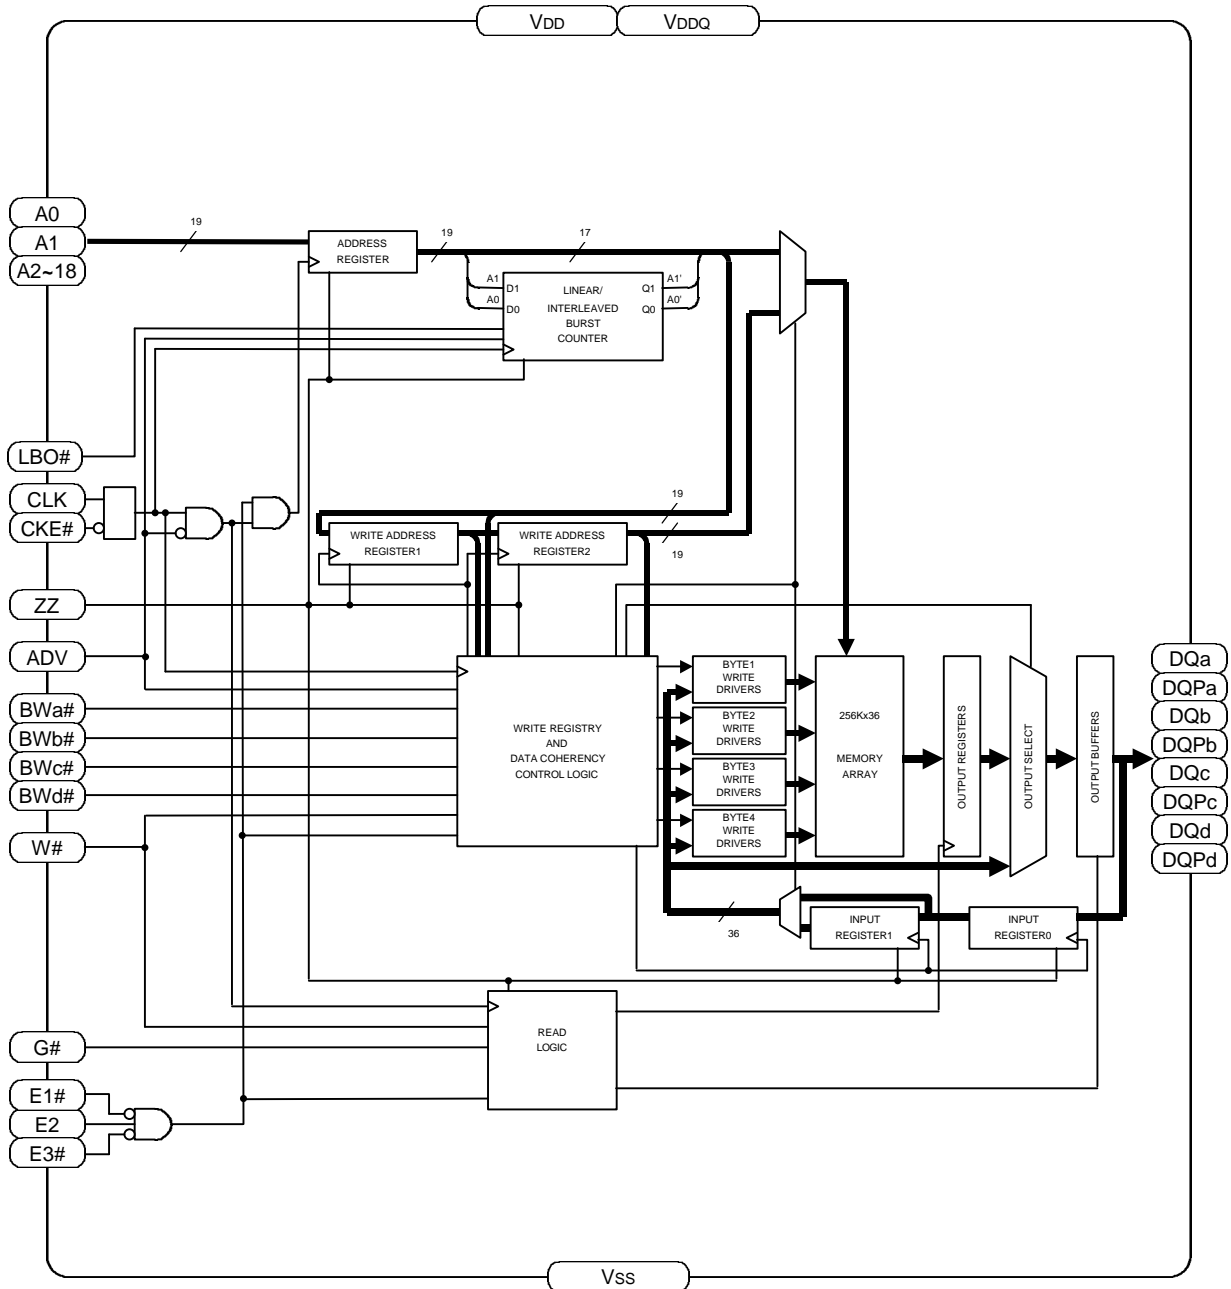 VDD
VDDQ
A0
A1
A2~18
19
ADDRESS
REGISTER
19
17
A1
A0
D1
D0
LINEAR/
INTERLEAVED
BURST
COUNTER
Q1
Q0
A1'
A0'
LBO#
CLK
CKE#
19
19
WRITE ADDRESS
REGISTER1
WRITE ADDRESS
REGISTER2
ZZ
ADV
BWa#
BWb#
BWc#
BWd#
W#
WRITE REGISTRY
AND
DATA COHERENCY
CONTROL LOGIC
BYTE1
WRITE
DRIVERS
BYTE2
WRITE
DRIVERS
BYTE3
WRITE
DRIVERS
BYTE4
WRITE
DRIVERS
256Kx36
MEMORY
ARRAY
OUTPUT REGISTERS
OUTPUT SELECT
OUTPUT BUFFERS
DQa
DQPa
DQb
DQPb
DQc
DQPc
DQd
DQPd
36
INPUT
REGISTER1
INPUT
REGISTER0
READ
LOGIC
G#
E1#
E2
E3#
VSS